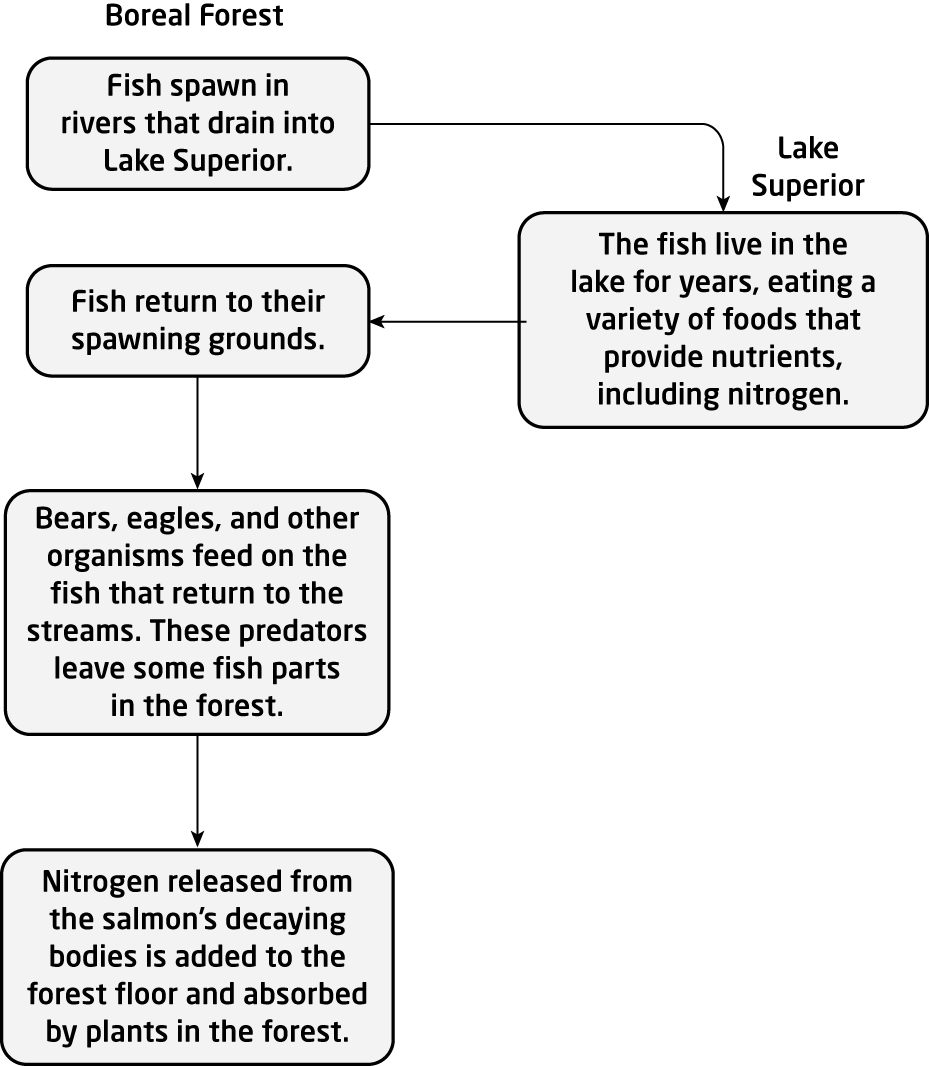 Boreal Forest
Fish spawn in
rivers that drain into
Lake Superior.
Lake
Superior
The fish live in the
lake for years, eating a
variety of foods that
provide nutrients,
including nitrogen.
Fish return to their
spawning grounds.
Bears, eagles, and other
organisms feed on the
fish that return to the
streams. These predators
leave some fish parts
in the forest.
Nitrogen released from
the salmon's decaying
bodies is added to the
forest floor and absorbed
by plants in the forest.